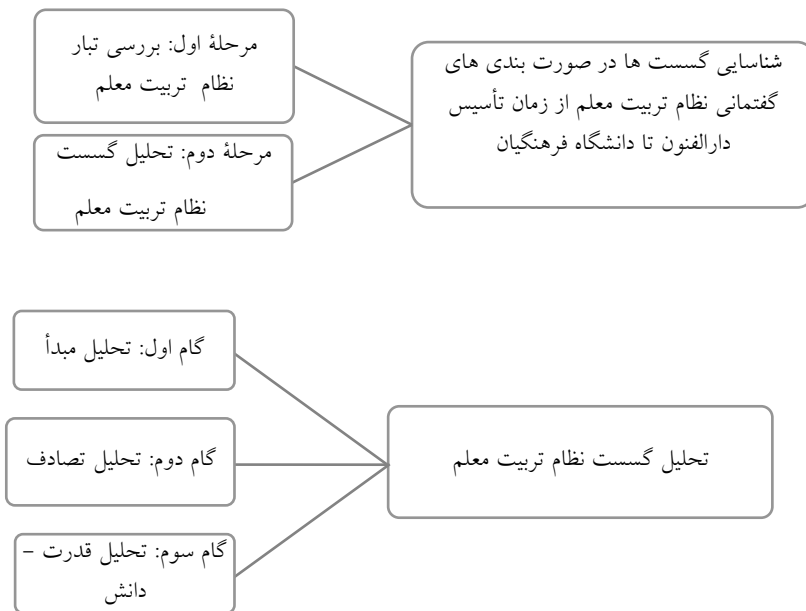 شناسایی گسست ها در صورت بندی های
گفتمانی نظام تربیت معلم از زمان تأسیس
دارالفنون تا دانشگاه فرهنگیان
مرحلهٔ اول: بررسی تبار
نظام تربیت معلم
مرحلهٔ دوم: تحلیل گسست
نظام تربیت معلم
تحلیل گسست نظام تربیت معلم
گام اول: تحلیل مبدأ
گام دوم: تحلیل تصادف
گام سوم: تحلیل قدرت –
دانش